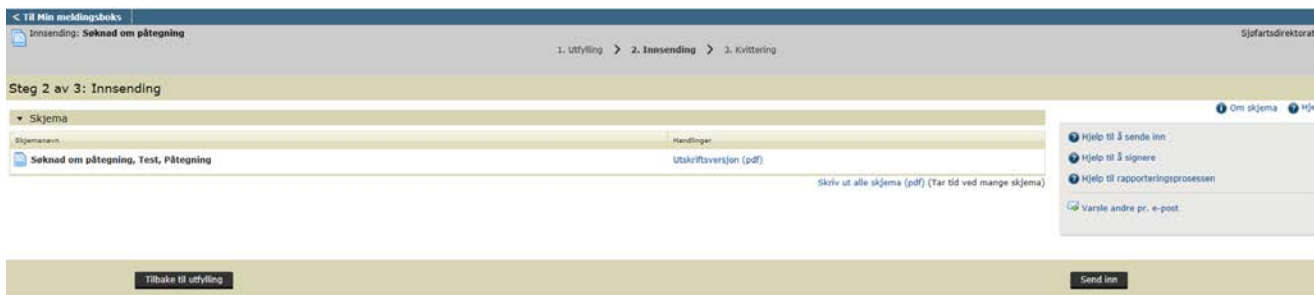 < Til Min meldingsboks
Innsending: Søknad om påtegning
Sjøfartsdirektorat
1. Utfylling > 2. Innsending > 3. Kvittering
Steg 2 av 3: Innsending
Om skjema Hje
Skjema
Skjemanavn Handlinger
Søknad om påtegning, Test, Påtegning Utskriftsversjon (pdf)
Skriv ut alle skjema (pdf) (Tar tid ved mange skjema)
Hjelp til å sende inn
Hjelp til å signere
Hjelp til rapporteringsprosessen
Varsle andre pr. e-post
Tilbake til utfylling Send inn